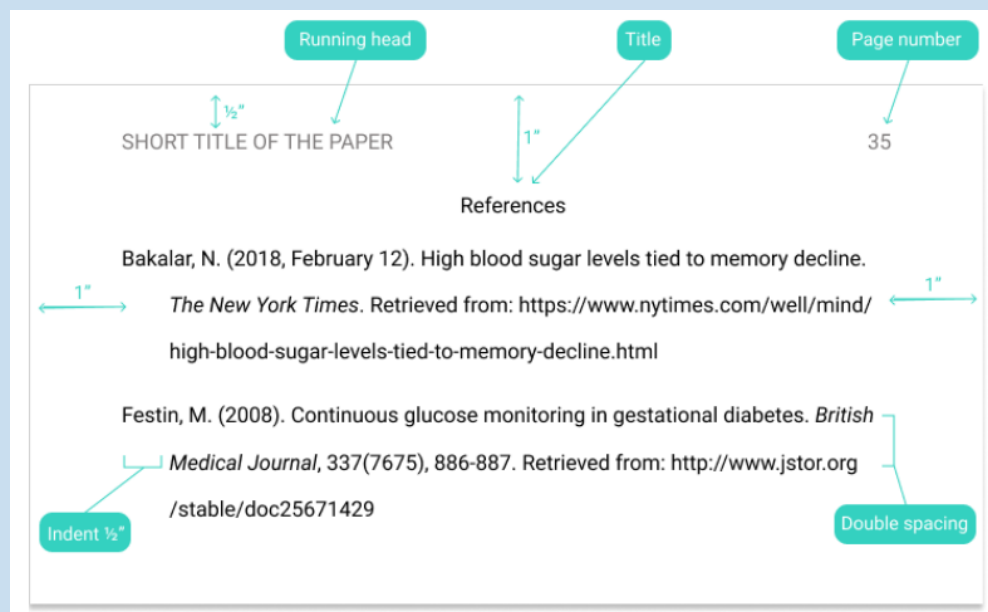 Running head
Title
Page number
½"
SHORT TITLE OF THE PAPER
1"
35
References
Bakalar, N. (2018, February 12). High blood sugar levels tied to memory decline.
1"
The New York Times. Retrieved from: https://www.nytimes.com/well/mind/
1"
high-blood-sugar-levels-tied-to-memory-decline.html
Festin, M. (2008). Continuous glucose monitoring in gestational diabetes. British
Medical Journal, 337(7675), 886-887. Retrieved from: http://www.jstor.org
/stable/doc25671429
Indent ½"
Double spacing